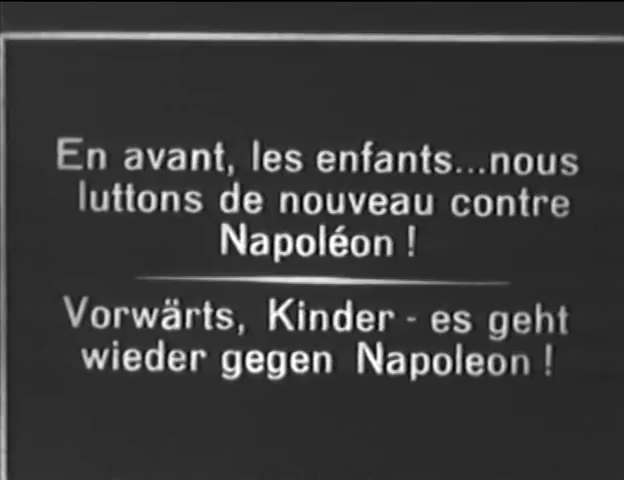 En avant, les enfants...nous
luttons de nouveau contre
Napoléon !
Vorwärts, Kinder - es geht
wieder gegen Napoleon !